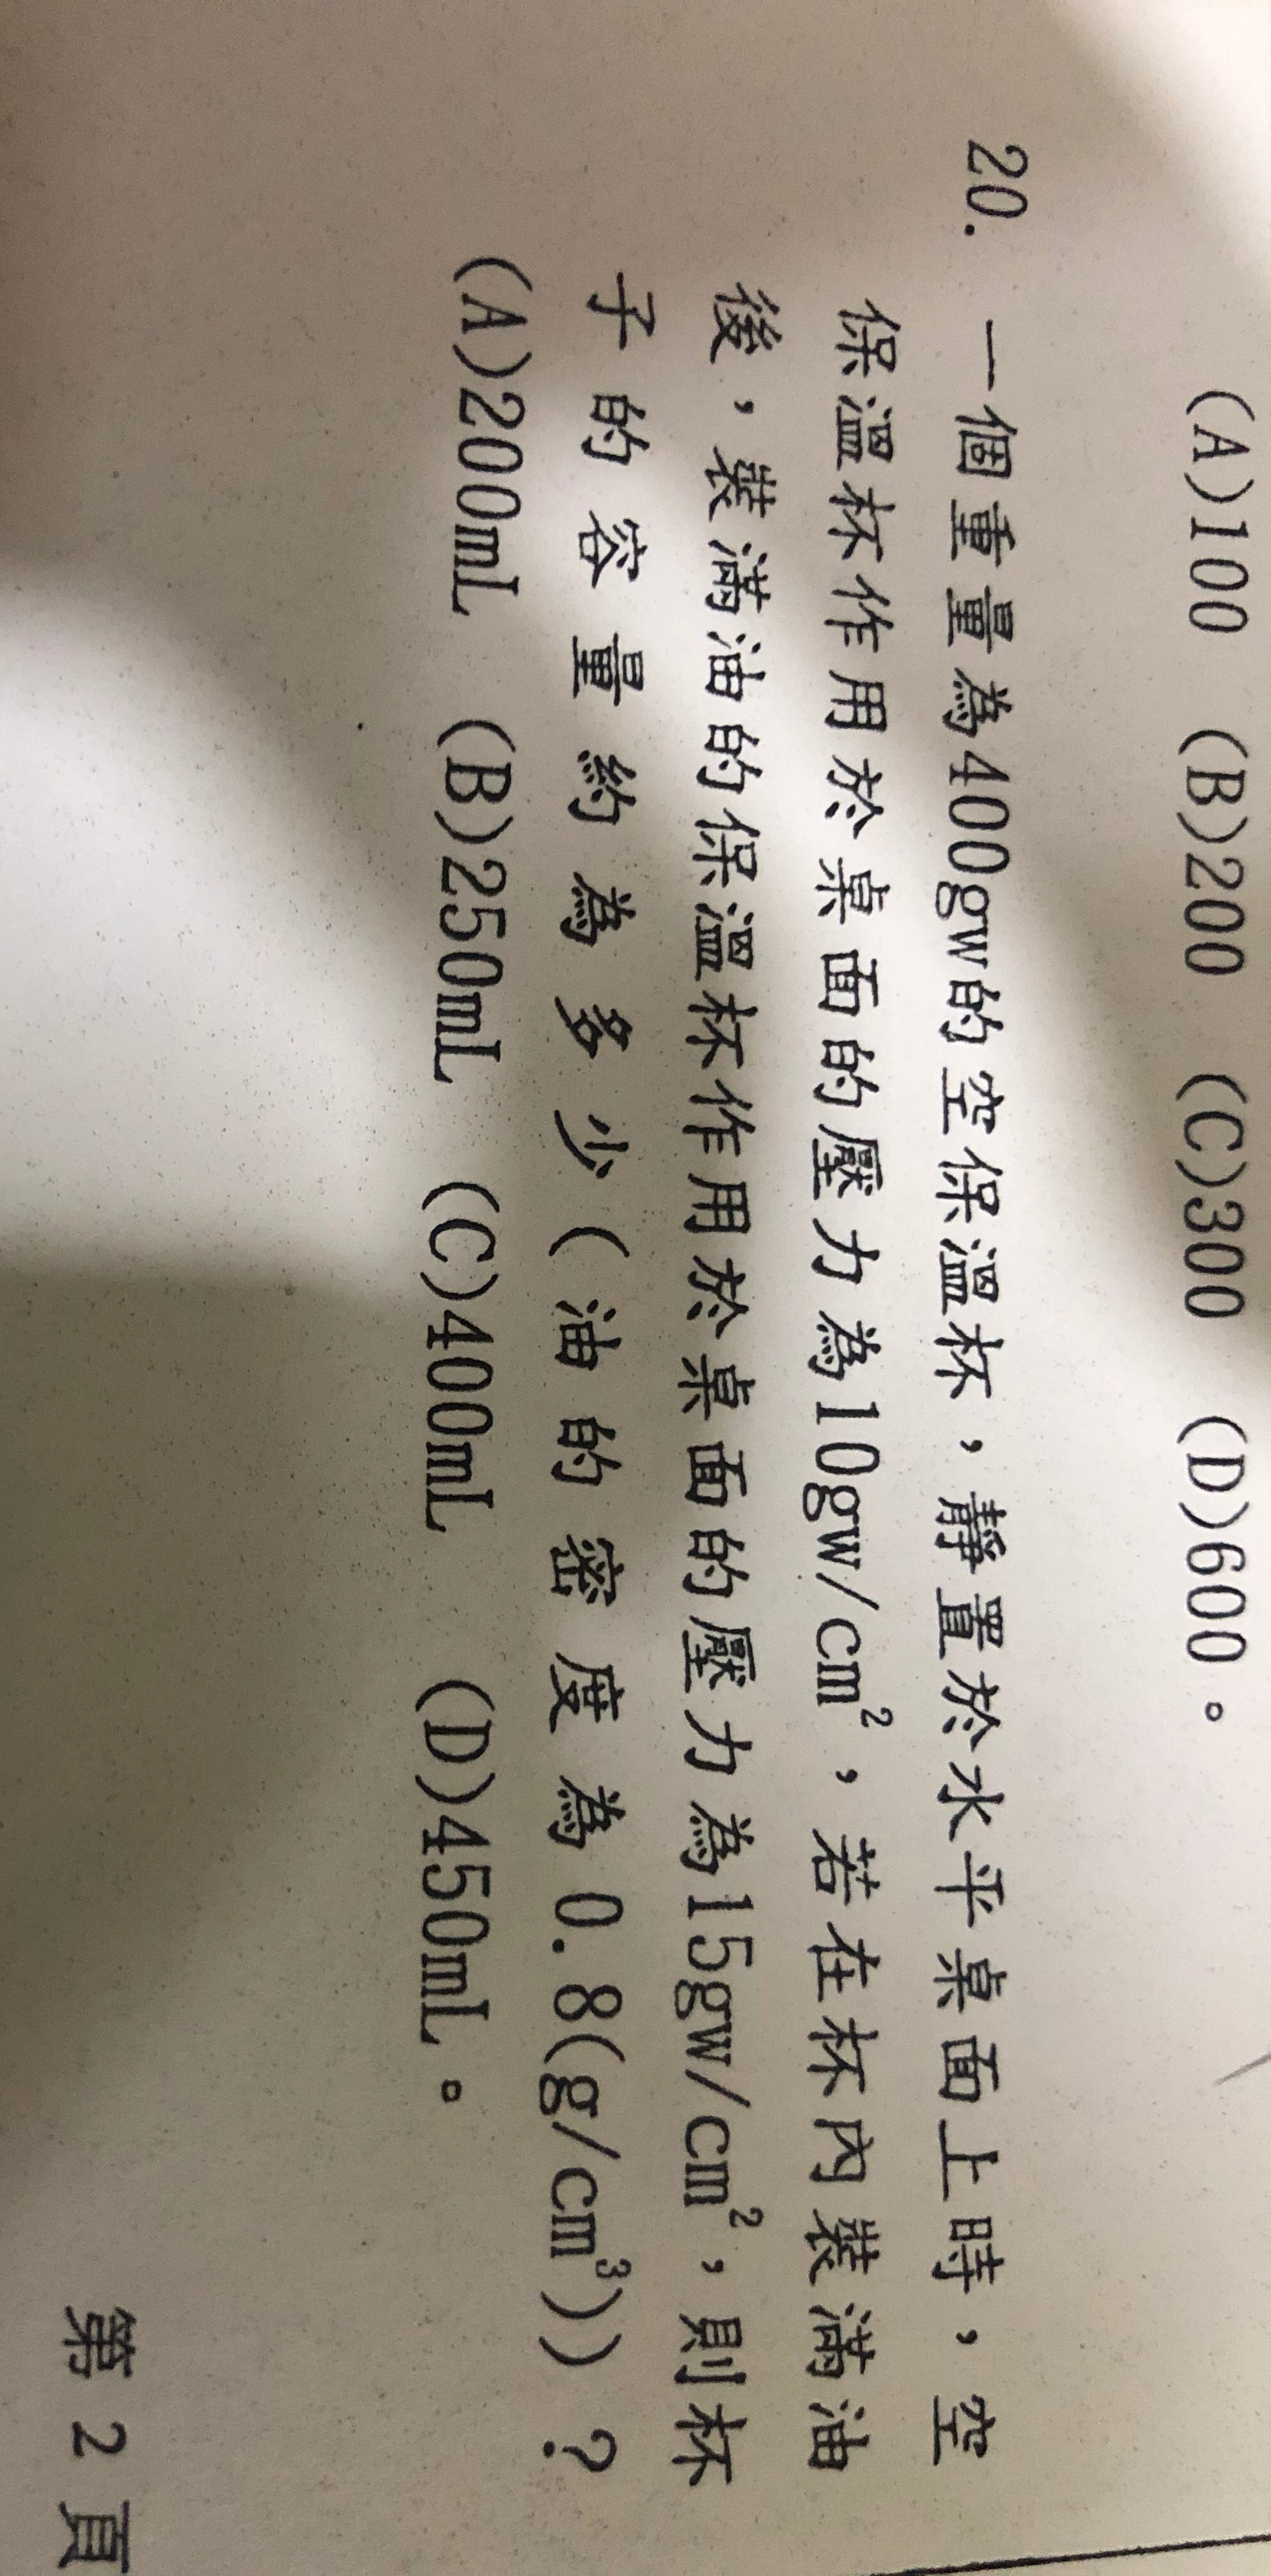 (A)100 (B)200 (C)300 (D)600。
20. 一個重量為400gw的空保溫杯，靜置於水平桌面上時，空
保溫杯作用於桌面的壓力為10gw/cm²，若在杯內裝滿油
後，裝滿油的保溫杯作用於桌面的壓力為15gw/cm²，則杯
子的容量約為多少(油的密度為0.8(g/cm³))?
(A)200mL (B)250mL (C)400mL (D)450mL。
第2頁